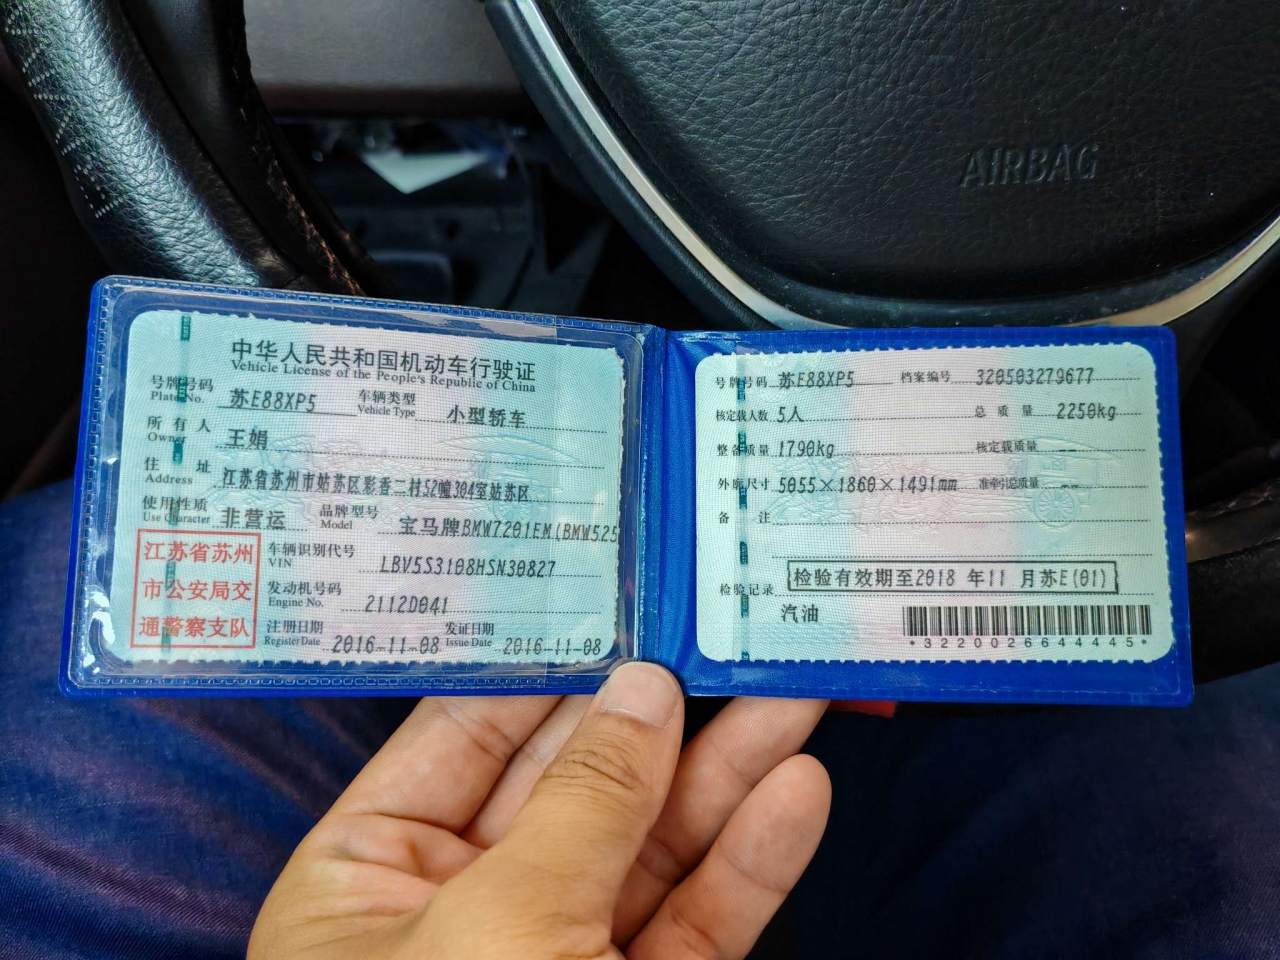 AIRBAG
中华人民共和国机动车行驶证
Vehicle License of the People's Republic of China
号牌号码 Plate No. 苏E88XP5 车辆类型 Vehicle Type 小型轿车
所有人 Owner 王娟
住址 Address 江苏省苏州市姑苏区彩香二村52幢304室姑苏区
使用性质 Use Character 非营运 品牌型号 Model 宝马牌BMW7201EM(BMW525
江苏省苏州
市公安局交
通警察支队
车辆识别代号 VIN LBV5S3108HSN30827
发动机号码 Engine No. 2112D041
注册日期 Register Date 2016-11-08 发证日期 Issue Date 2016-11-08
号牌号码 苏E88XP5 档案编号 320503279677
核定载人数 5人 总质量 2250kg
整备质量 1790kg 核定载质量 --
外廓尺寸 5055×1860×1491mm 准牵引总质量 --
备注
检验记录 检验有效期至2018 年11 月苏E(01)
汽油
*3220026644445*